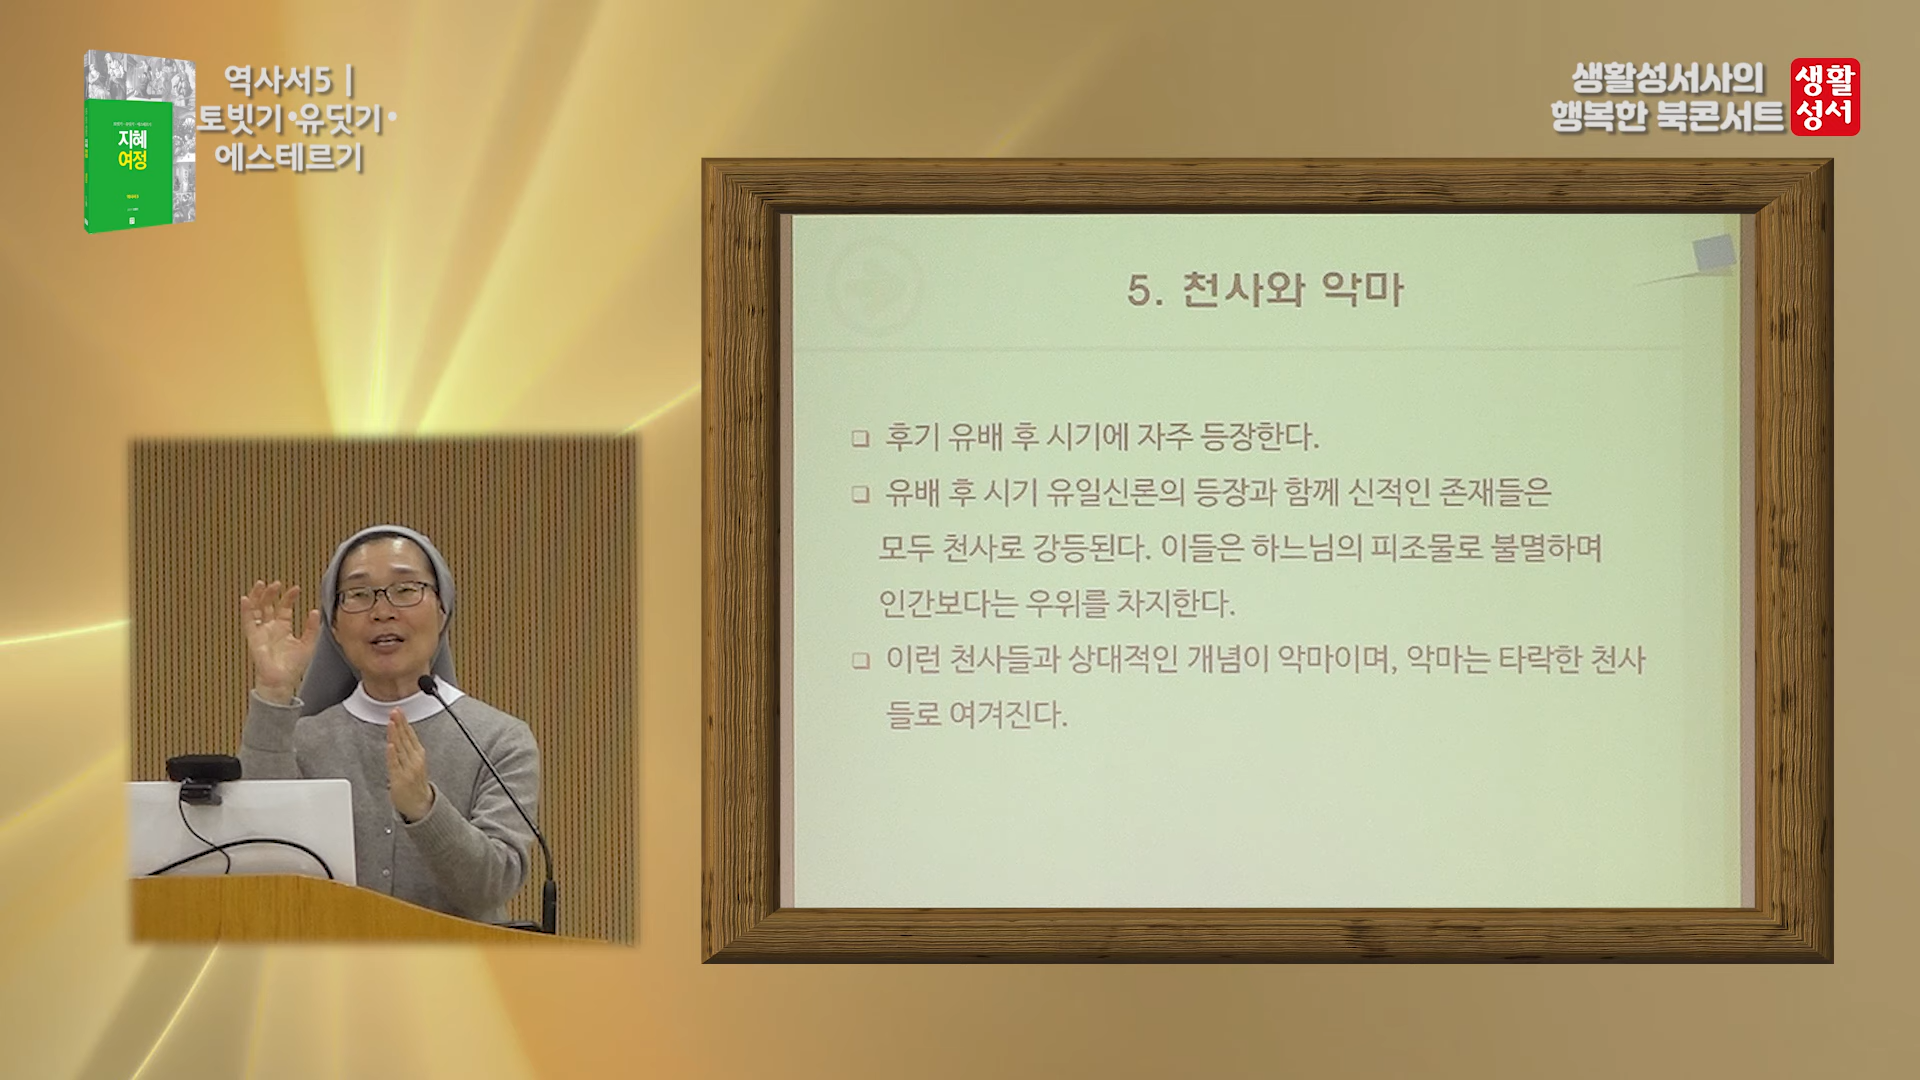 역사서5 |
토빗기·유딧기·
에스테르기
지혜
여정
생활성서사의
행복한 북콘서트
생활
성서
5. 천사와 악마
❑ 후기 유배 후 시기에 자주 등장한다.
❑ 유배 후 시기 유일신론의 등장과 함께 신적인 존재들은
모두 천사로 강등된다. 이들은 하느님의 피조물로 불멸하며
인간보다는 우위를 차지한다.
❑ 이런 천사들과 상대적인 개념이 악마이며, 악마는 타락한 천사
들로 여겨진다.